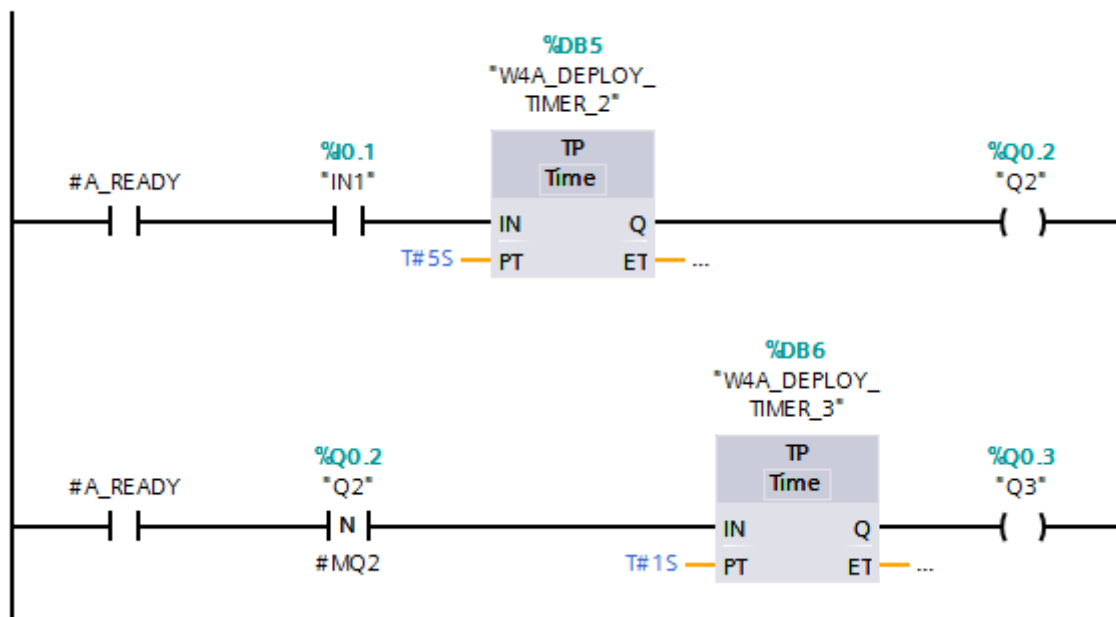 %DB5
"W4A_DEPLOY_
TIMER_2"
%I0.1
TP
%Q0.2
#A_READY
"IN1"
Time
"Q2"
IN Q
T#5S PT ET ...
%DB6
"W4A_DEPLOY_
TIMER_3"
%Q0.2
TP
%Q0.3
#A_READY
"Q2"
Time
"Q3"
N
IN Q
#MQ2
T#1S PT ET ...